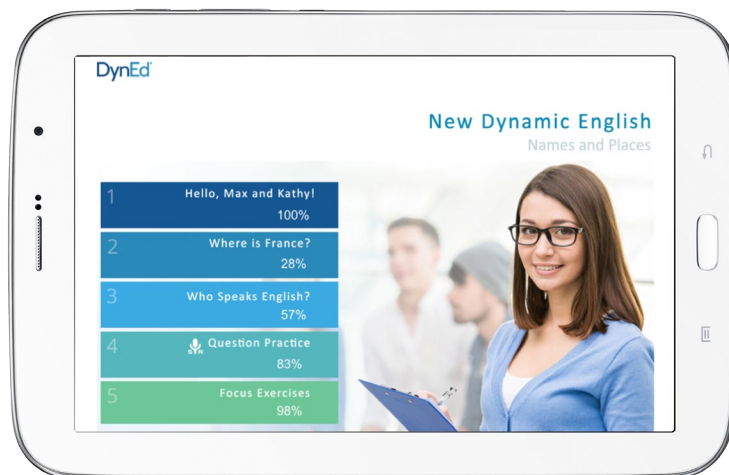 DynEd
New Dynamic English
Names and Places
1 Hello, Max and Kathy!
100%
2 Where is France?
28%
3 Who Speaks English?
57%
4 Question Practice
83%
5 Focus Exercises
98%